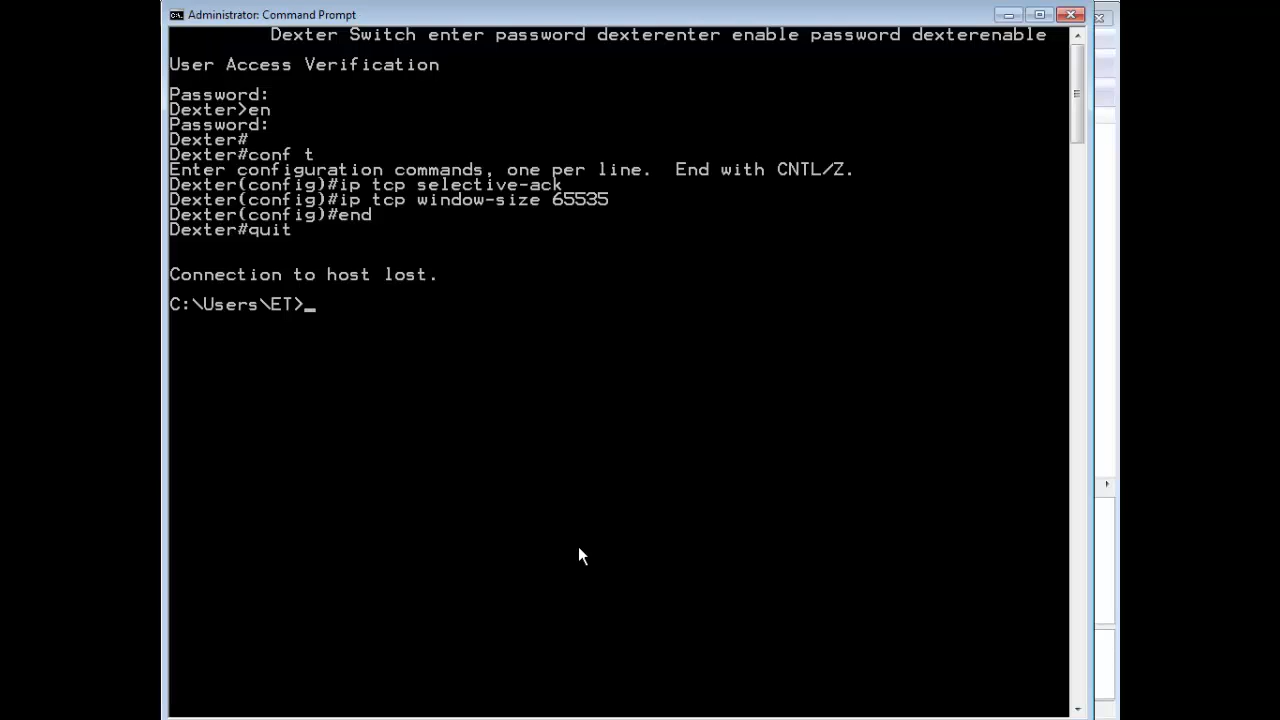 Administrator: Command Prompt
Dexter Switch enter password dexterenter enable password dexterenable
User Access Verification
Password:
Dexter>en
Password:
Dexter#
Dexter#conf t
Enter configuration commands, one per line.  End with CNTL/Z.
Dexter(config)#ip tcp selective-ack
Dexter(config)#ip tcp window-size 65535
Dexter(config)#end
Dexter#quit
Connection to host lost.
C:\Users\ET>_